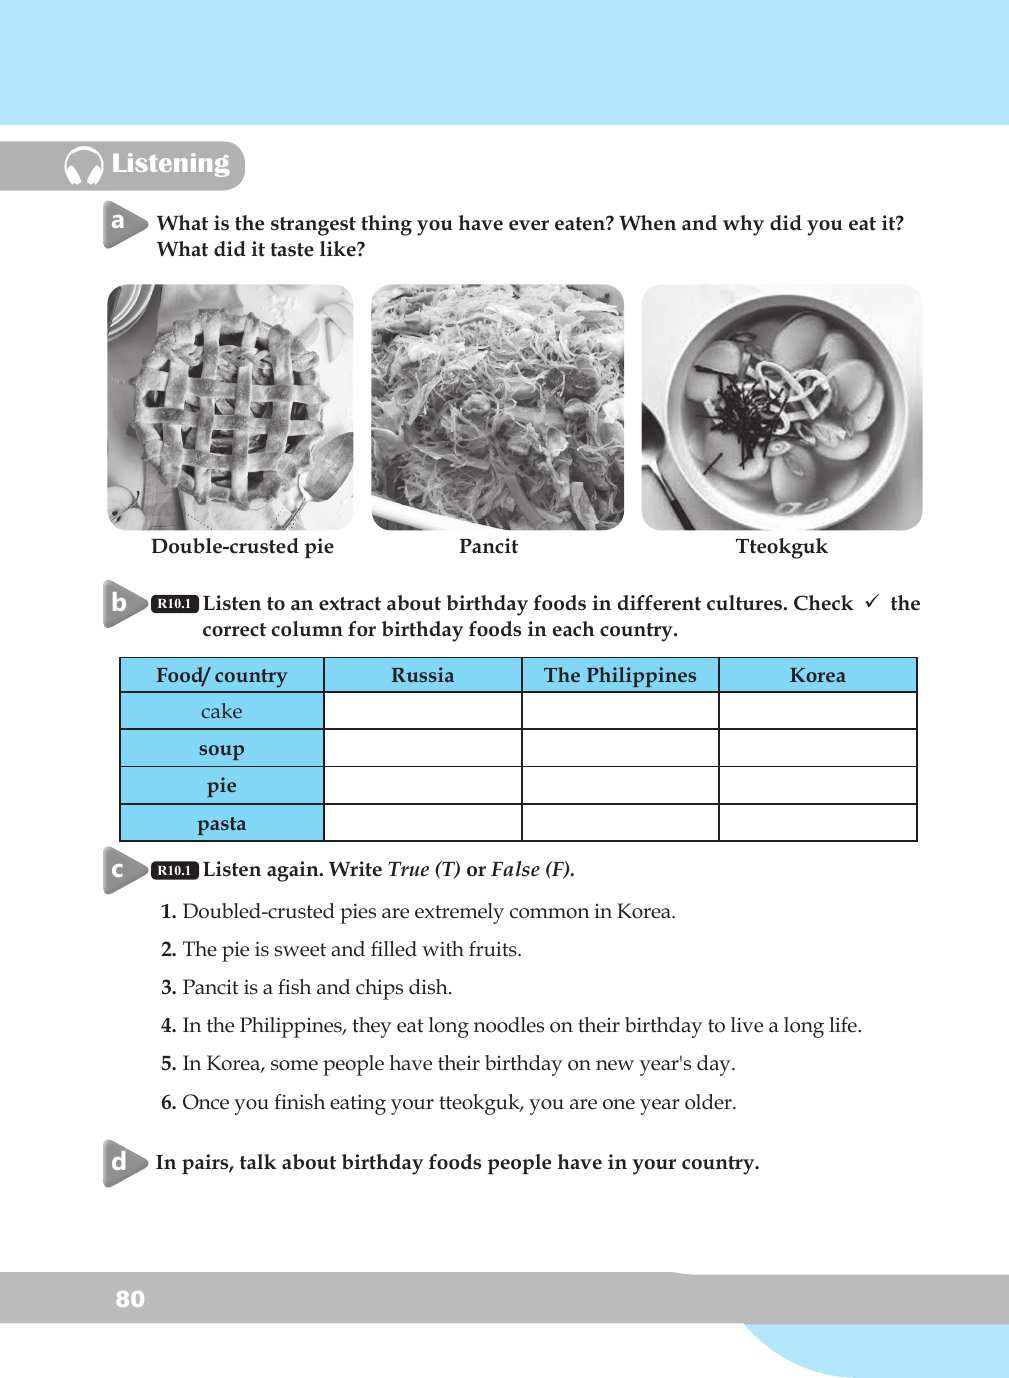 Listening
a
What is the strangest thing you have ever eaten? When and why did you eat it?
What did it taste like?
Double-crusted pie
Pancit
Tteokguk
b
R10.1 Listen to an extract about birthday foods in different cultures. Check ✓ the
correct column for birthday foods in each country.
Food/ country Russia The Philippines Korea
cake
soup
pie
pasta
c
R10.1 Listen again. Write True (T) or False (F).
1. Doubled-crusted pies are extremely common in Korea.
2. The pie is sweet and filled with fruits.
3. Pancit is a fish and chips dish.
4. In the Philippines, they eat long noodles on their birthday to live a long life.
5. In Korea, some people have their birthday on new year's day.
6. Once you finish eating your tteokguk, you are one year older.
d
In pairs, talk about birthday foods people have in your country.
80